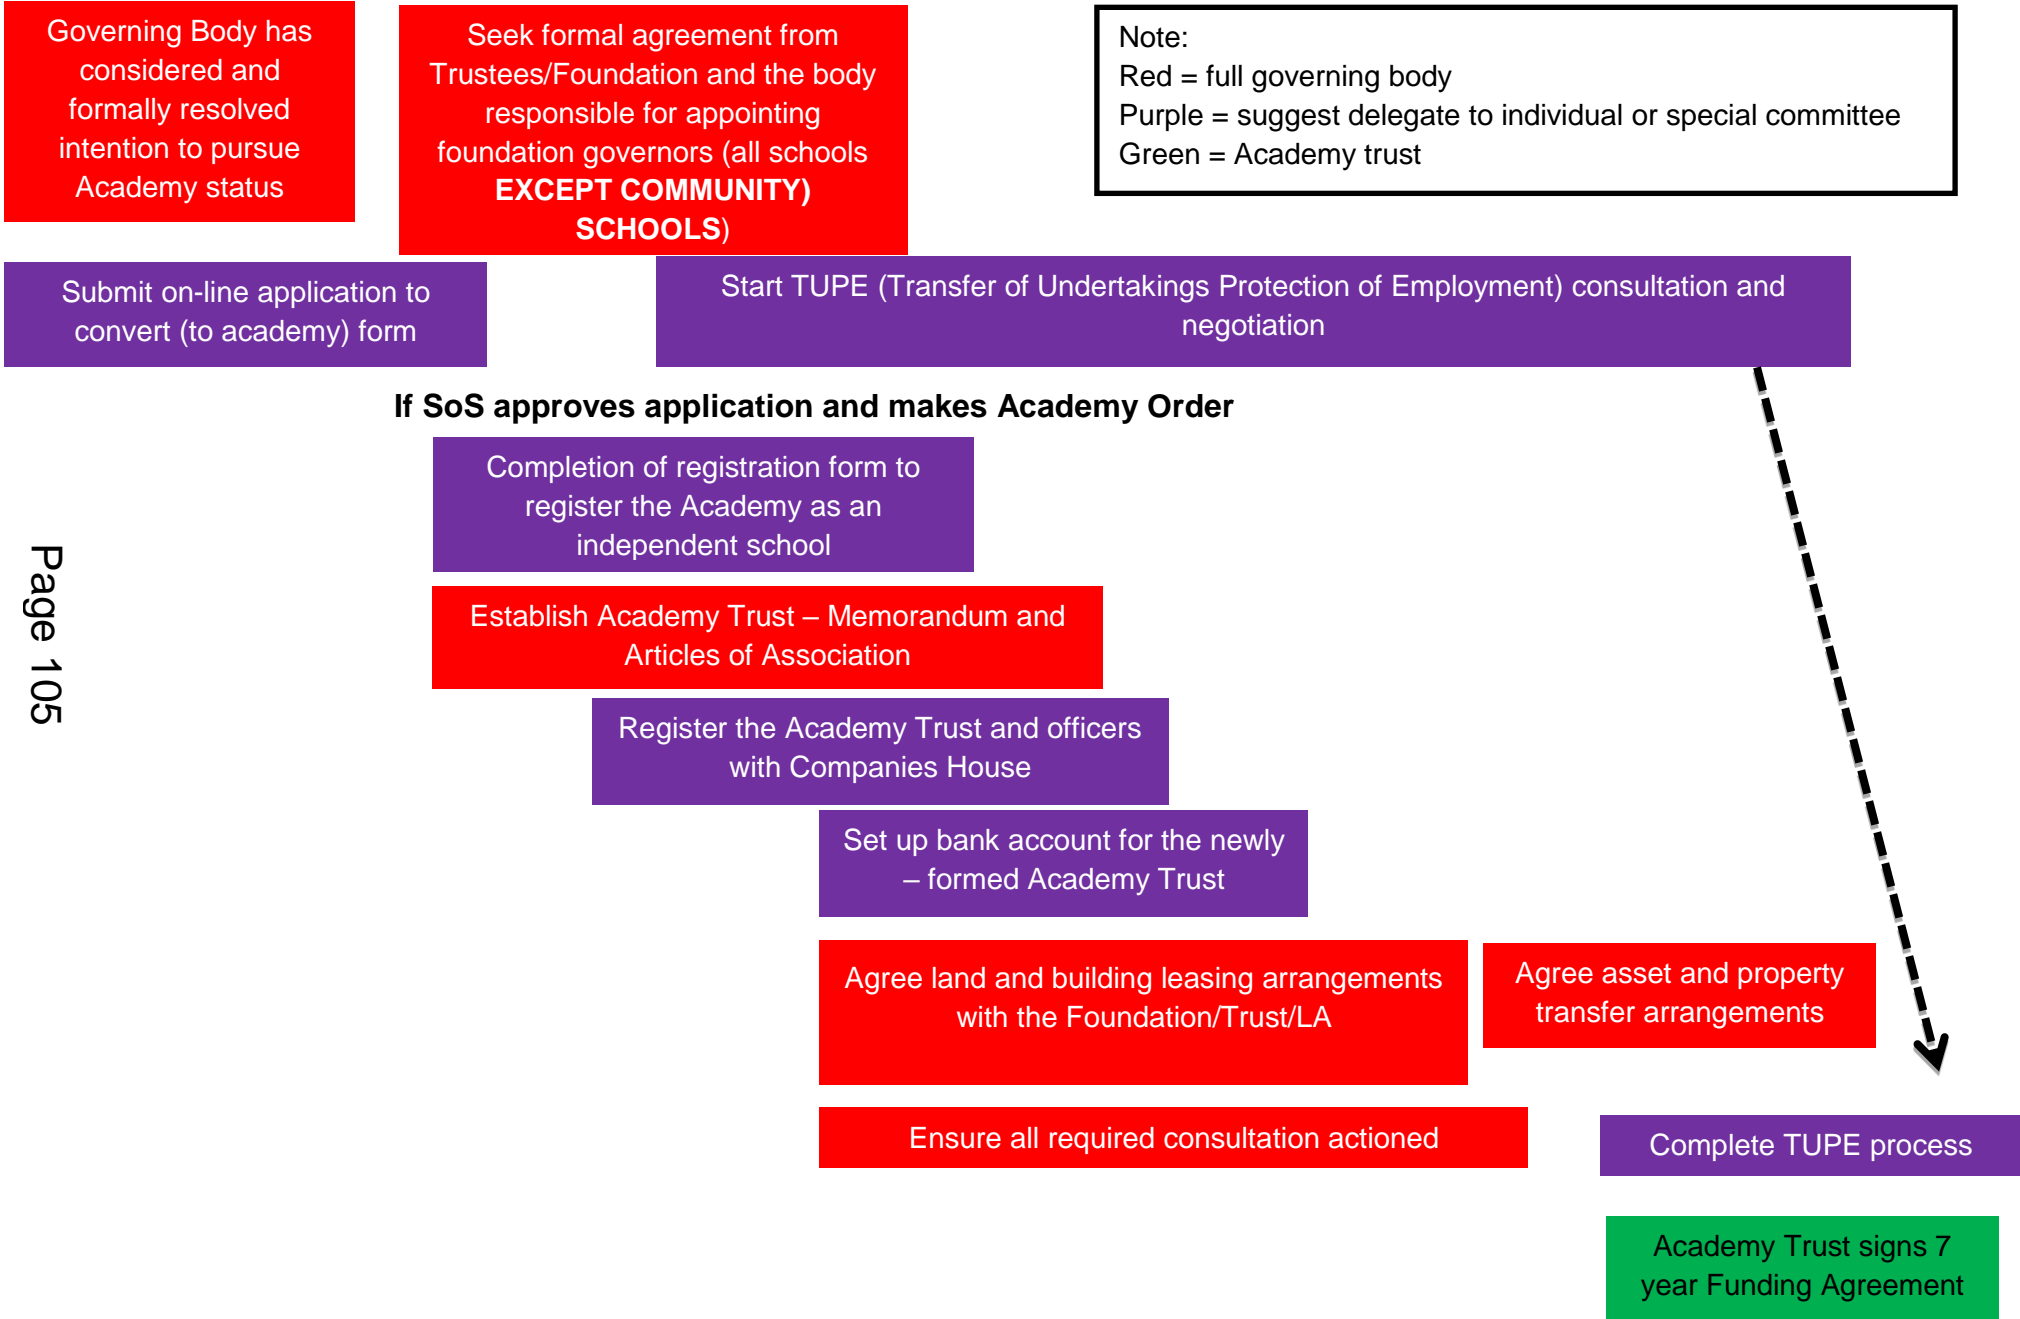 Governing Body has
considered and
formally resolved
intention to pursue
Academy status
Seek formal agreement from
Trustees/Foundation and the body
responsible for appointing
foundation governors (all schools
EXCEPT COMMUNITY)
SCHOOLS)
Note:
Red = full governing body
Purple = suggest delegate to individual or special committee
Green = Academy trust
Submit on-line application to
convert (to academy) form
Start TUPE (Transfer of Undertakings Protection of Employment) consultation and
negotiation
If SoS approves application and makes Academy Order
Completion of registration form to
register the Academy as an
independent school
Establish Academy Trust – Memorandum and
Articles of Association
Register the Academy Trust and officers
with Companies House
Set up bank account for the newly
– formed Academy Trust
Agree land and building leasing arrangements
with the Foundation/Trust/LA
Agree asset and property
transfer arrangements
Ensure all required consultation actioned
Complete TUPE process
Academy Trust signs 7
year Funding Agreement
Page 105